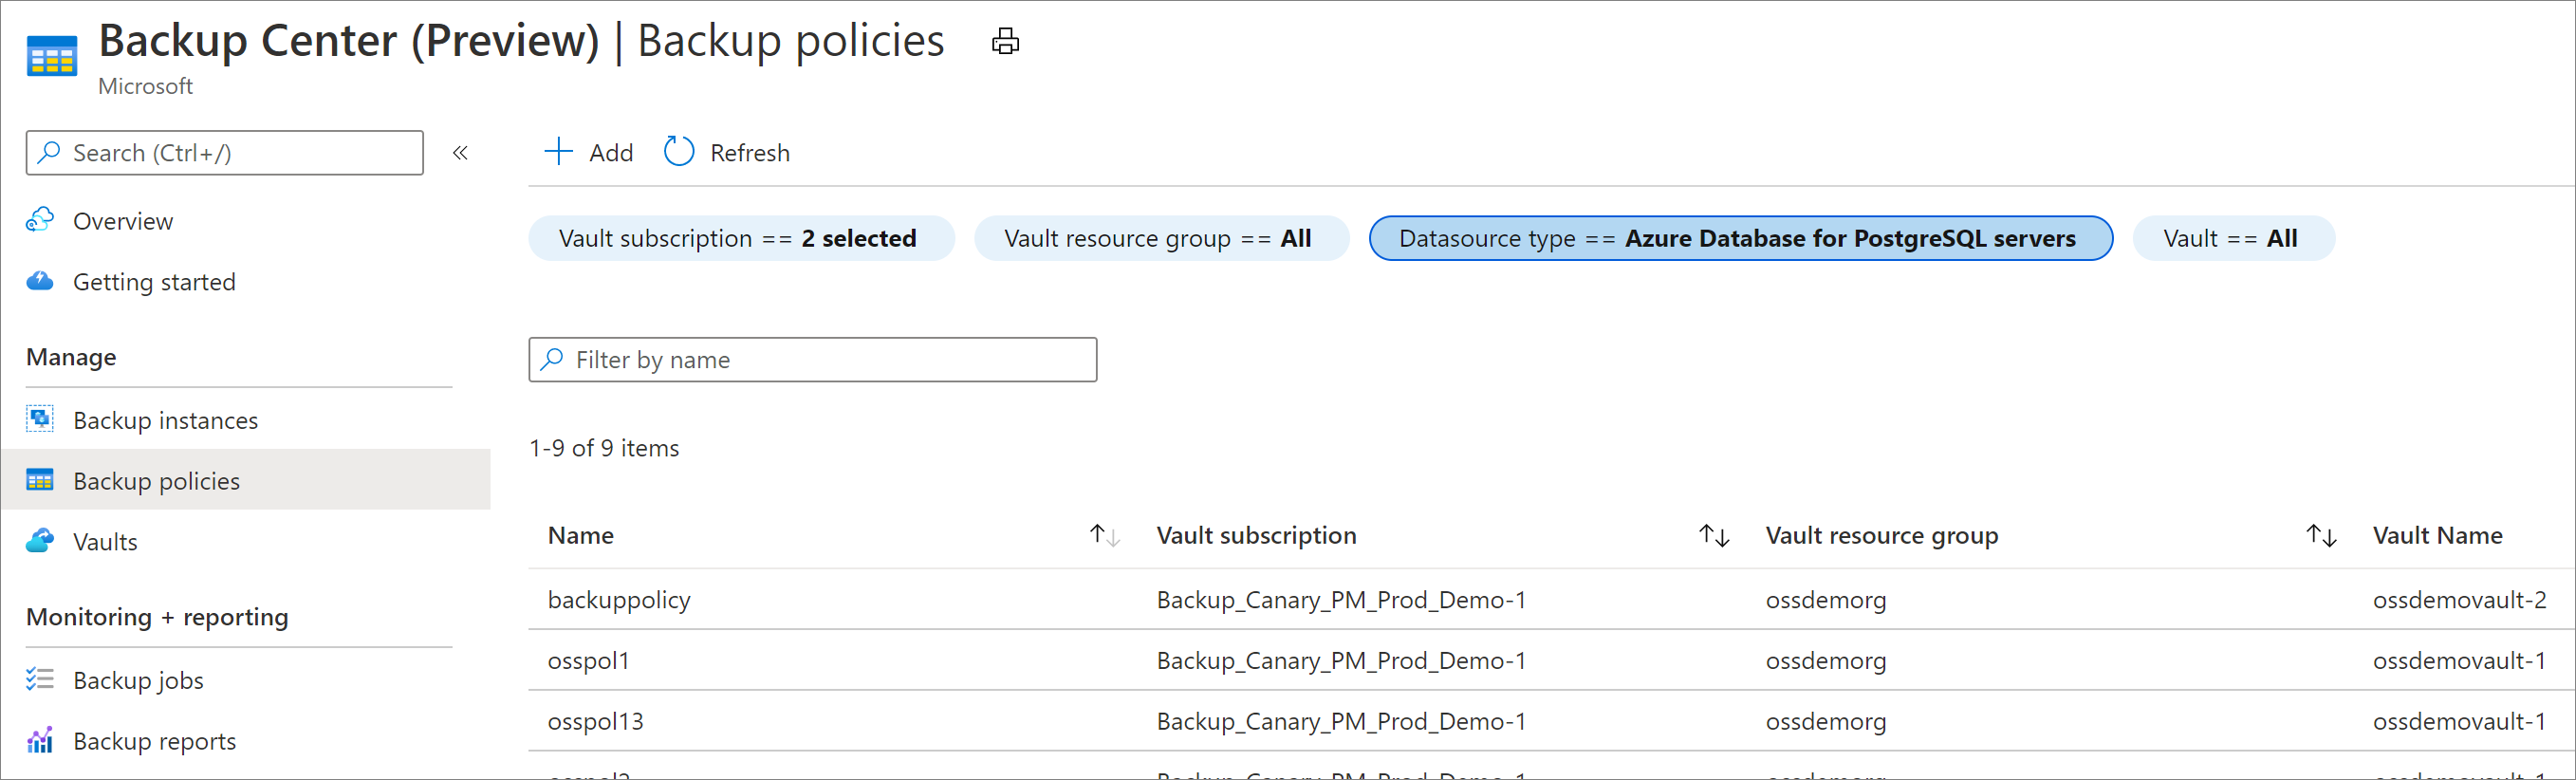 Backup Center (Preview) | Backup policies
Microsoft
Search (Ctrl+/)
«
Overview
Getting started
Manage
Backup instances
Backup policies
Vaults
Monitoring + reporting
Backup jobs
Backup reports
Add Refresh
Vault subscription == 2 selected Vault resource group == All Datasource type == Azure Database for PostgreSQL servers Vault == All
Filter by name
1-9 of 9 items
Name Vault subscription Vault resource group Vault Name
backuppolicy Backup_Canary_PM_Prod_Demo-1 ossdemorg ossdemovault-2
osspol1 Backup_Canary_PM_Prod_Demo-1 ossdemorg ossdemovault-1
osspol13 Backup_Canary_PM_Prod_Demo-1 ossdemorg ossdemovault-1